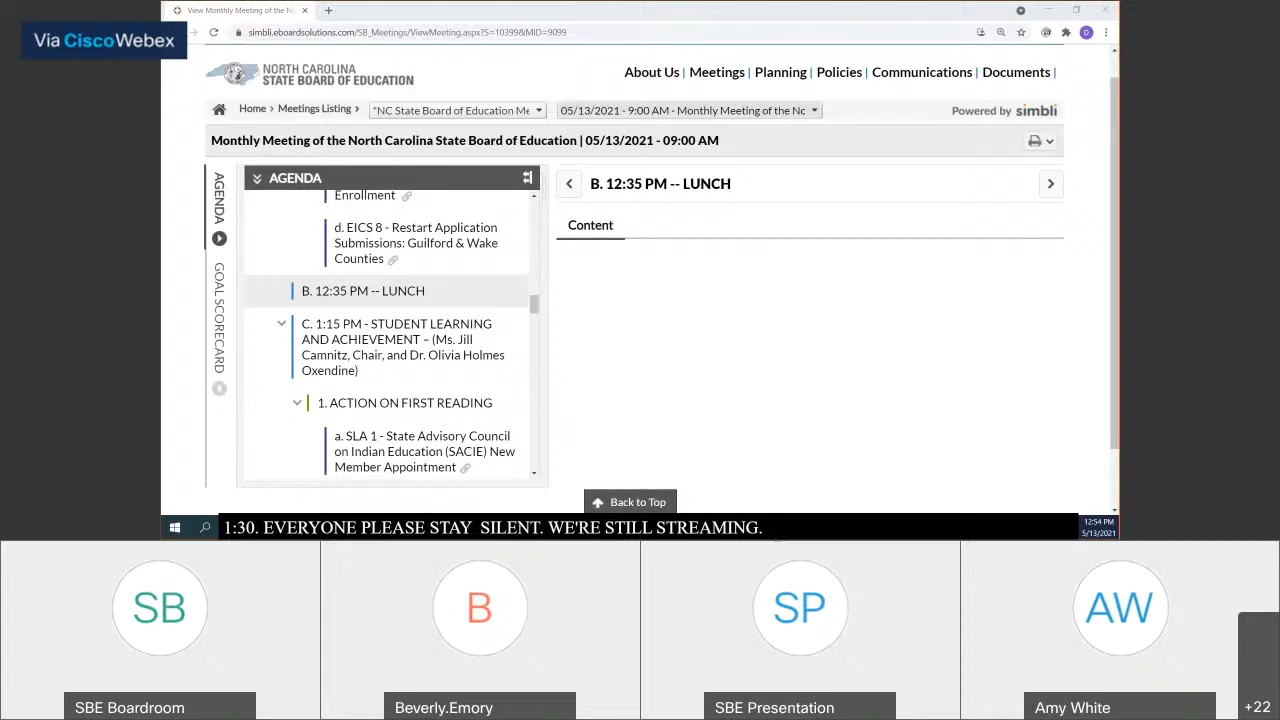 View Monthly Meeting of the No
Via CiscoWebex
simbli.eboardsolutions.com/SB_Meetings/ViewMeeting.aspx?S=10399&MID=9099
D
NORTH CAROLINA
STATE BOARD OF EDUCATION
About Us | Meetings | Planning | Policies | Communications | Documents |
Home > Meetings Listing >
*NC State Board of Education Me
05/13/2021 - 9:00 AM - Monthly Meeting of the Nc
Powered by simbli
Monthly Meeting of the North Carolina State Board of Education | 05/13/2021 - 09:00 AM
AGENDA
GOAL SCORECARD
AGENDA
Enrollment
d. EICS 8 - Restart Application
Submissions: Guilford & Wake
Counties
B. 12:35 PM -- LUNCH
C. 1:15 PM - STUDENT LEARNING
AND ACHIEVEMENT – (Ms. Jill
Camnitz, Chair, and Dr. Olivia Holmes
Oxendine)
1. ACTION ON FIRST READING
a. SLA 1 - State Advisory Council
on Indian Education (SACIE) New
Member Appointment
B. 12:35 PM -- LUNCH
Content
Back to Top
1:30. EVERYONE PLEASE STAY SILENT. WE'RE STILL STREAMING.
12:54 PM
5/13/2021
SB
B
SP
AW
SBE Boardroom
Beverly.Emory
SBE Presentation
Amy White
+22